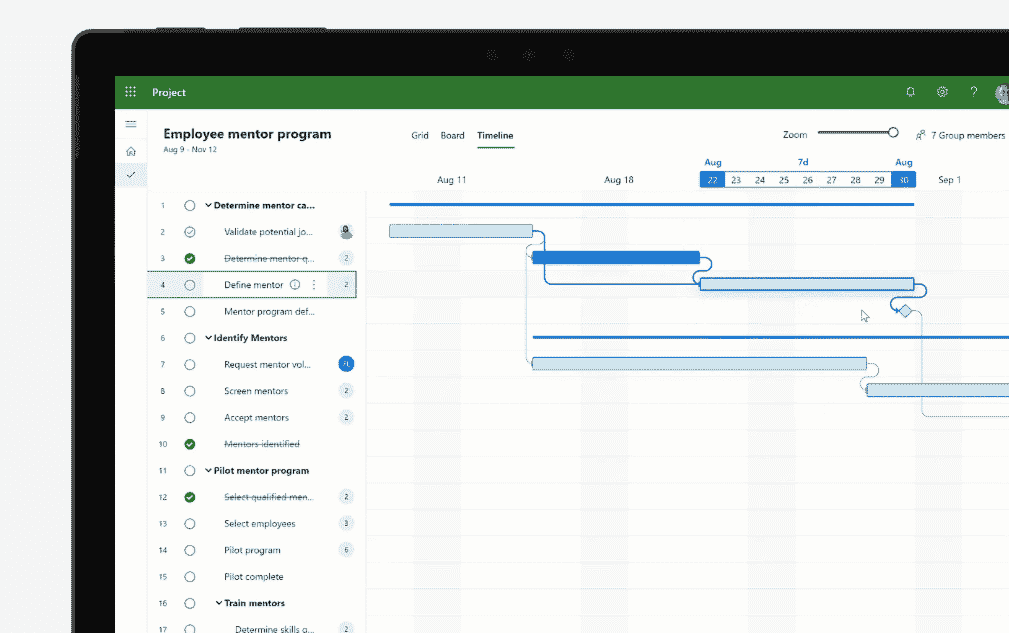 Project
Employee mentor program
Aug 9 - Nov 12
Grid Board Timeline
Zoom
7 Group members
Aug 7d Aug
Aug 11 Aug 18 22 23 24 25 26 27 28 29 30 Sep 1
1 Determine mentor ca...
2 Validate potential jo...
3 Determine mentor q... 2
4 Define mentor 2
5 Mentor program def...
6 Identify Mentors
7 Request mentor vol...
8 Screen mentors 2
9 Accept mentors 2
10 Mentors identified
11 Pilot mentor program
12 Select qualified men... 2
13 Select employees 3
14 Pilot program 6
15 Pilot complete
16 Train mentors
17 Determine skills a... 2